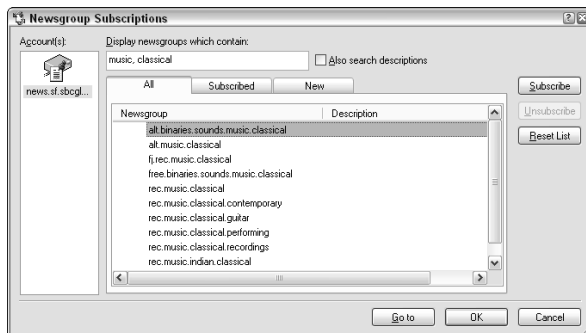 Newsgroup Subscriptions
Account(s):
Display newsgroups which contain:
music, classical
Also search descriptions
news.sf.sbcgl...
All Subscribed New
Newsgroup Description
alt.binaries.sounds.music.classical
alt.music.classical
fj.rec.music.classical
free.binaries.sounds.music.classical
rec.music.classical
rec.music.classical.contemporary
rec.music.classical.guitar
rec.music.classical.performing
rec.music.classical.recordings
rec.music.indian.classical
Subscribe
Unsubscribe
Reset List
Go to OK Cancel